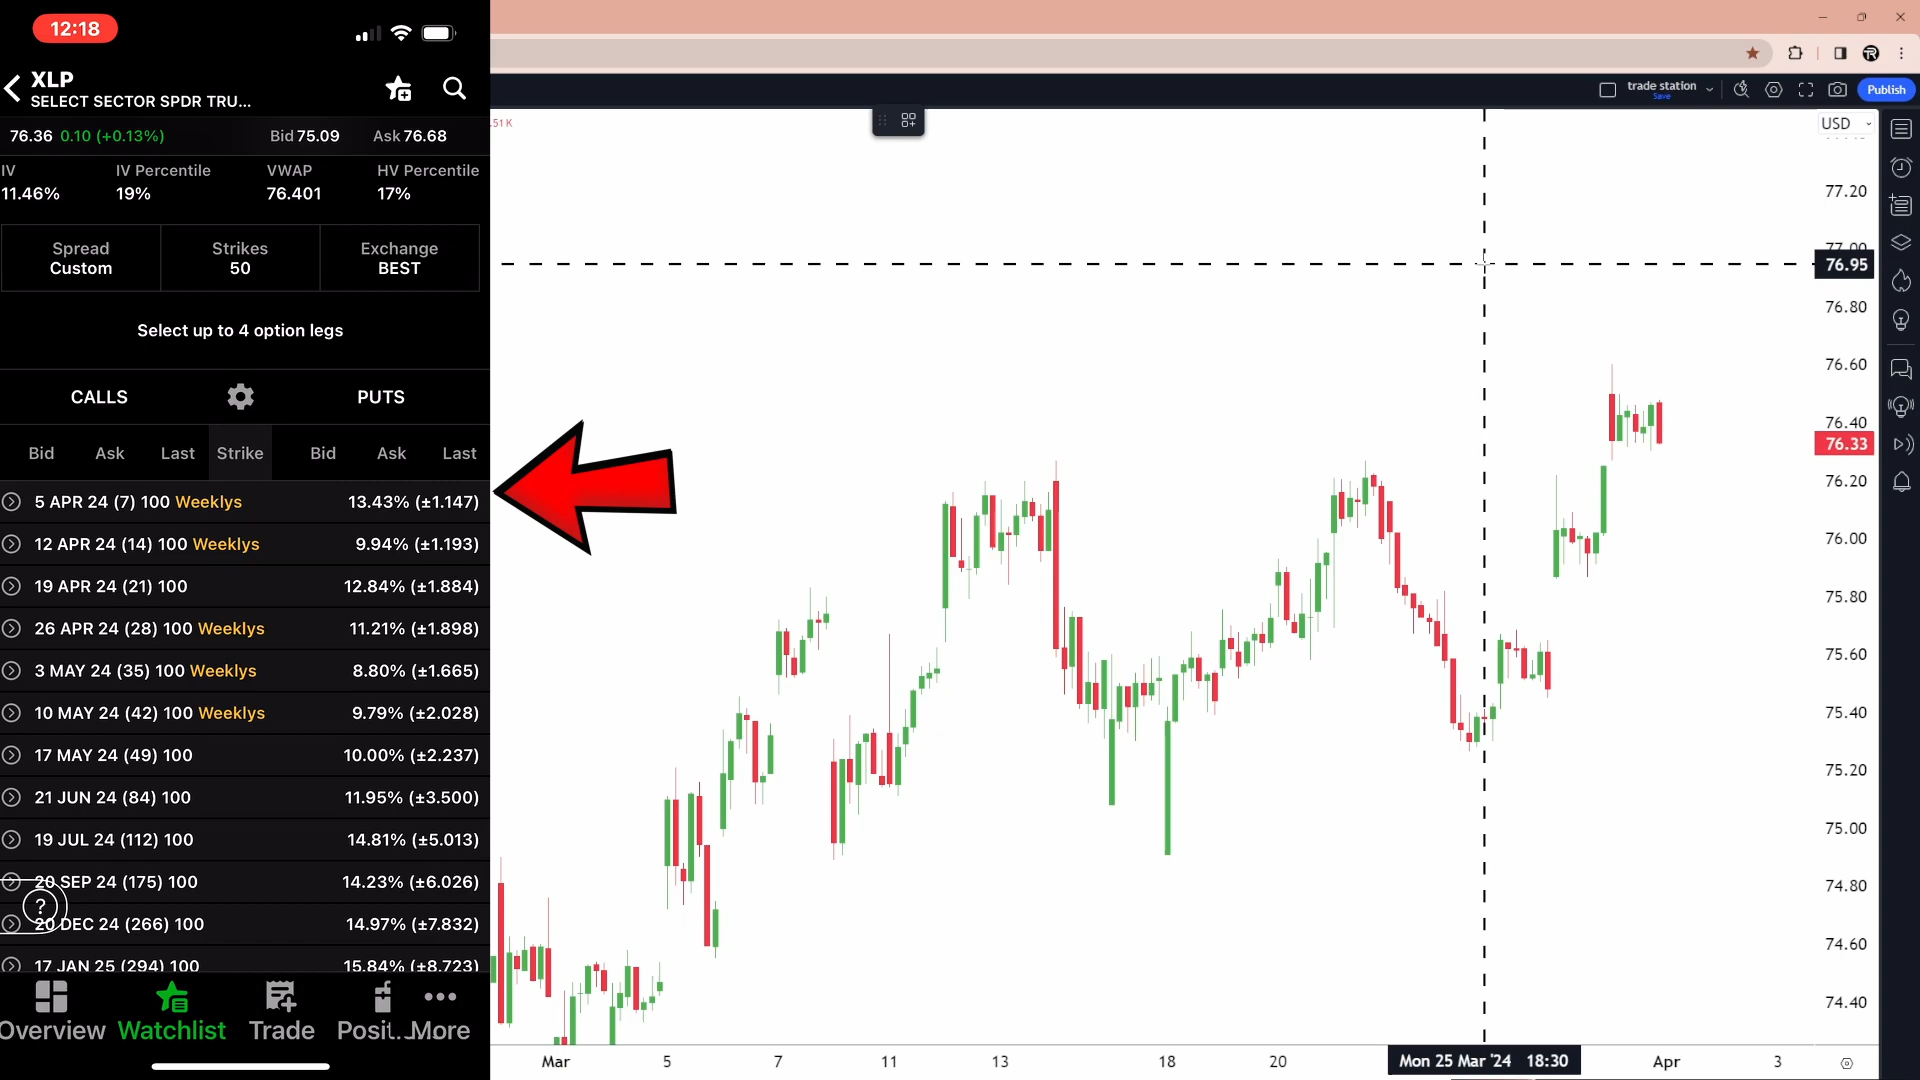 12:18
XLP
SELECT SECTOR SPDR TRU...
76.36 0.10 (+0.13%) Bid 75.09 Ask 76.68
IV IV Percentile VWAP HV Percentile
11.46% 19% 76.401 17%
Spread Strikes Exchange
Custom 50 BEST
Select up to 4 option legs
CALLS PUTS
Bid Ask Last Strike Bid Ask Last
5 APR 24 (7) 100 Weeklys 13.43% (±1.147)
12 APR 24 (14) 100 Weeklys 9.94% (±1.193)
19 APR 24 (21) 100 12.84% (±1.884)
26 APR 24 (28) 100 Weeklys 11.21% (±1.898)
3 MAY 24 (35) 100 Weeklys 8.80% (±1.665)
10 MAY 24 (42) 100 Weeklys 9.79% (±2.028)
17 MAY 24 (49) 100 10.00% (±2.237)
21 JUN 24 (84) 100 11.95% (±3.500)
19 JUL 24 (112) 100 14.81% (±5.013)
20 SEP 24 (175) 100 14.23% (±6.026)
?
20 DEC 24 (266) 100 14.97% (±7.832)
17 JAN 25 (294) 100 15.84% (±8.723)
Overview Watchlist Trade Posit... More
trade station
Save
Publish
.51 K
USD
77.20
77.00
76.95
76.80
76.60
76.40
76.33
76.20
76.00
75.80
75.60
75.40
75.20
75.00
74.80
74.60
74.40
Mar 5 7 11 13 18 20 Mon 25 Mar '24 18:30 Apr 3